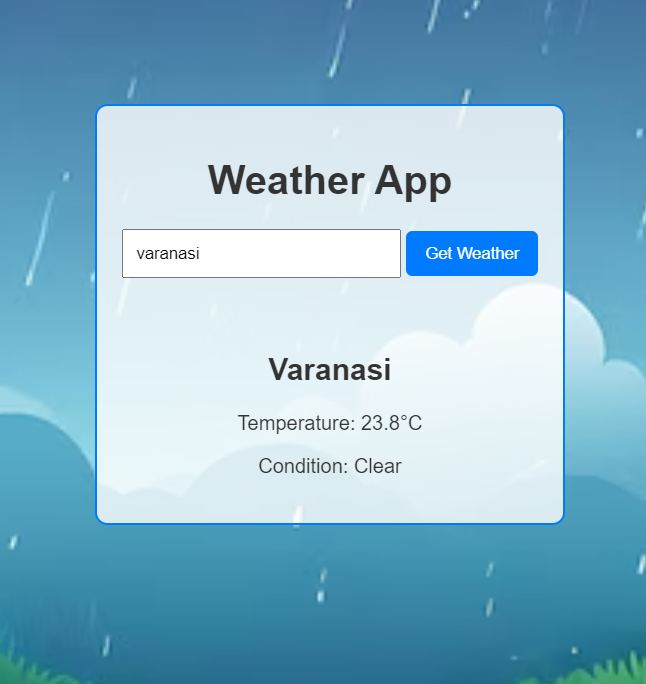 Weather App
varanasi Get Weather
Varanasi
Temperature: 23.8°C
Condition: Clear